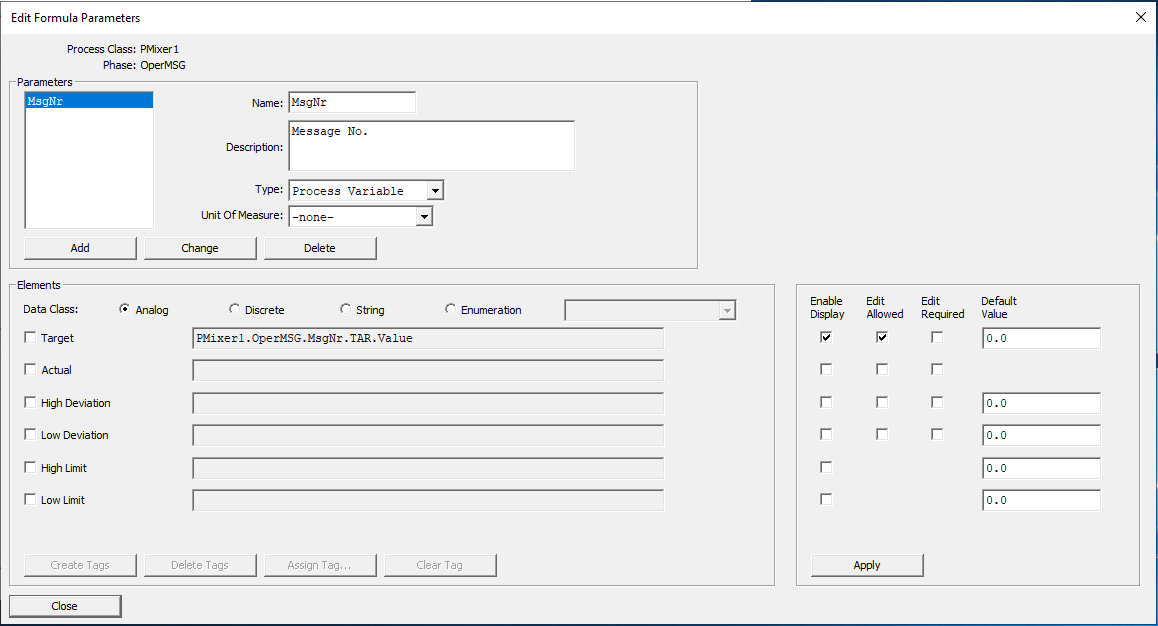 Edit Formula Parameters
Process Class: PMixer1
Phase: OperMSG
Parameters
MsgNr
Name: MsgNr
Description: Message No.
Type: Process Variable
Unit Of Measure: -none-
Add Change Delete
Elements
Data Class: Analog Discrete String Enumeration
Enable Display Edit Allowed Edit Required Default Value
Target PMixer1.OperMSG.MsgNr.TAR.Value 0.0
Actual
High Deviation 0.0
Low Deviation 0.0
High Limit 0.0
Low Limit 0.0
Create Tags Delete Tags Assign Tag... Clear Tag Apply
Close